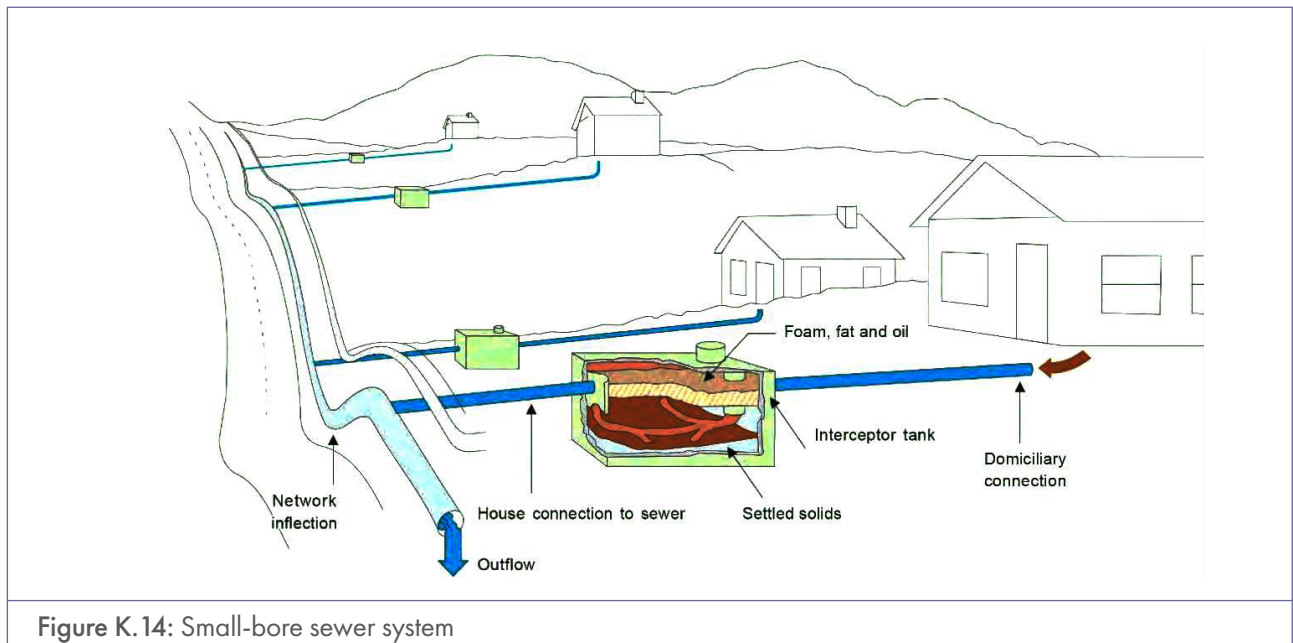 Foam, fat and oil
Interceptor tank
Domiciliary
connection
Network
inflection
House connection to sewer
Settled solids
Outflow
Figure K.14: Small-bore sewer system